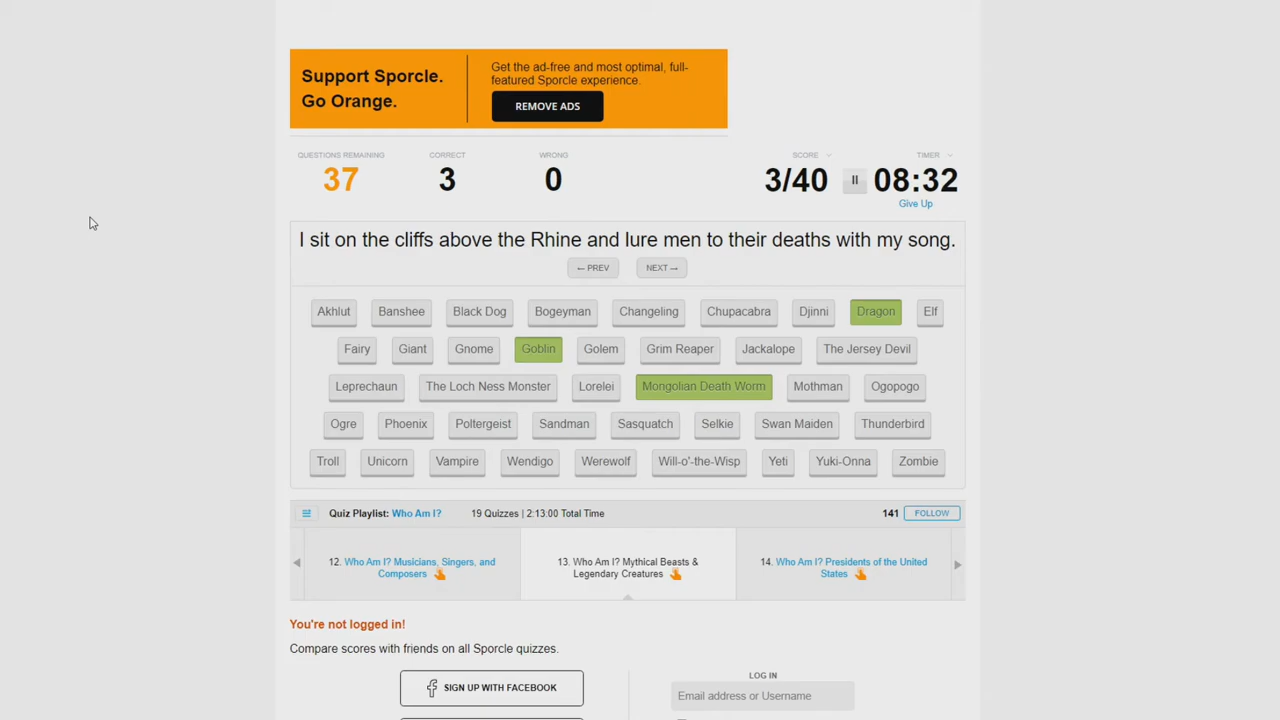 Support Sporcle.
Go Orange.
Get the ad-free and most optimal, full-
featured Sporcle experience.
REMOVE ADS
QUESTIONS REMAINING CORRECT WRONG SCORE TIMER
37 3 0 3/40 08:32
Give Up
I sit on the cliffs above the Rhine and lure men to their deaths with my song.
← PREV NEXT →
Akhlut Banshee Black Dog Bogeyman Changeling Chupacabra Djinni Dragon Elf
Fairy Giant Gnome Goblin Golem Grim Reaper Jackalope The Jersey Devil
Leprechaun The Loch Ness Monster Lorelei Mongolian Death Worm Mothman Ogopogo
Ogre Phoenix Poltergeist Sandman Sasquatch Selkie Swan Maiden Thunderbird
Troll Unicorn Vampire Wendigo Werewolf Will-o'-the-Wisp Yeti Yuki-Onna Zombie
Quiz Playlist: Who Am I? 19 Quizzes | 2:13:00 Total Time 141 FOLLOW
12. Who Am I? Musicians, Singers, and
Composers
13. Who Am I? Mythical Beasts &
Legendary Creatures
14. Who Am I? Presidents of the United
States
You're not logged in!
Compare scores with friends on all Sporcle quizzes.
SIGN UP WITH FACEBOOK
LOG IN
Email address or Username